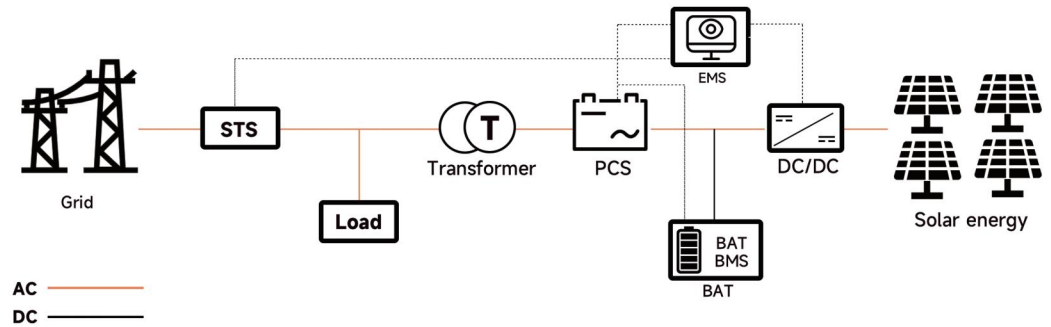 EMS
STS
T
Transformer
PCS
DC/DC
Grid
Load
Solar energy
BAT
BMS
BAT
AC
DC